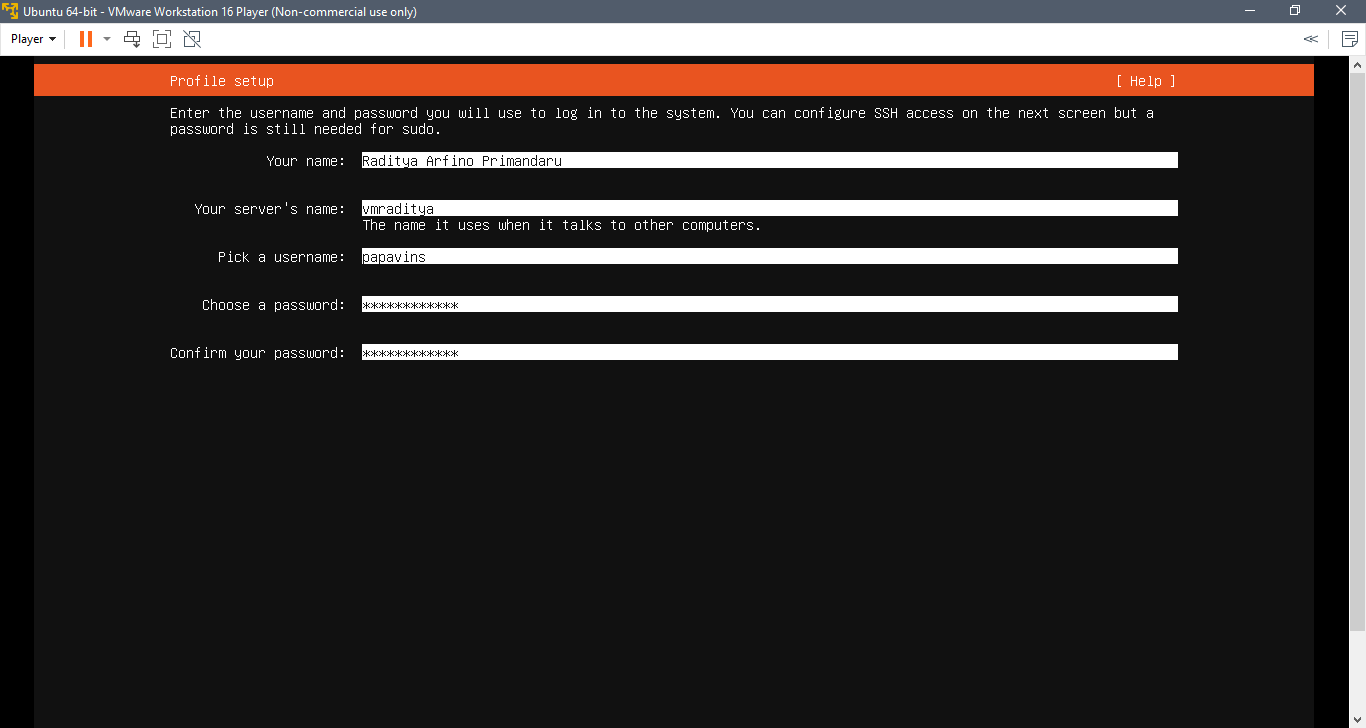 Ubuntu 64-bit - VMware Workstation 16 Player (Non-commercial use only)
Player
Profile setup [ Help ]
Enter the username and password you will use to log in to the system. You can configure SSH access on the next screen but a
password is still needed for sudo.
Your name: Raditya Arfino Primandaru
Your server's name: vmraditya
The name it uses when it talks to other computers.
Pick a username: papavins
Choose a password: ************
Confirm your password: ************